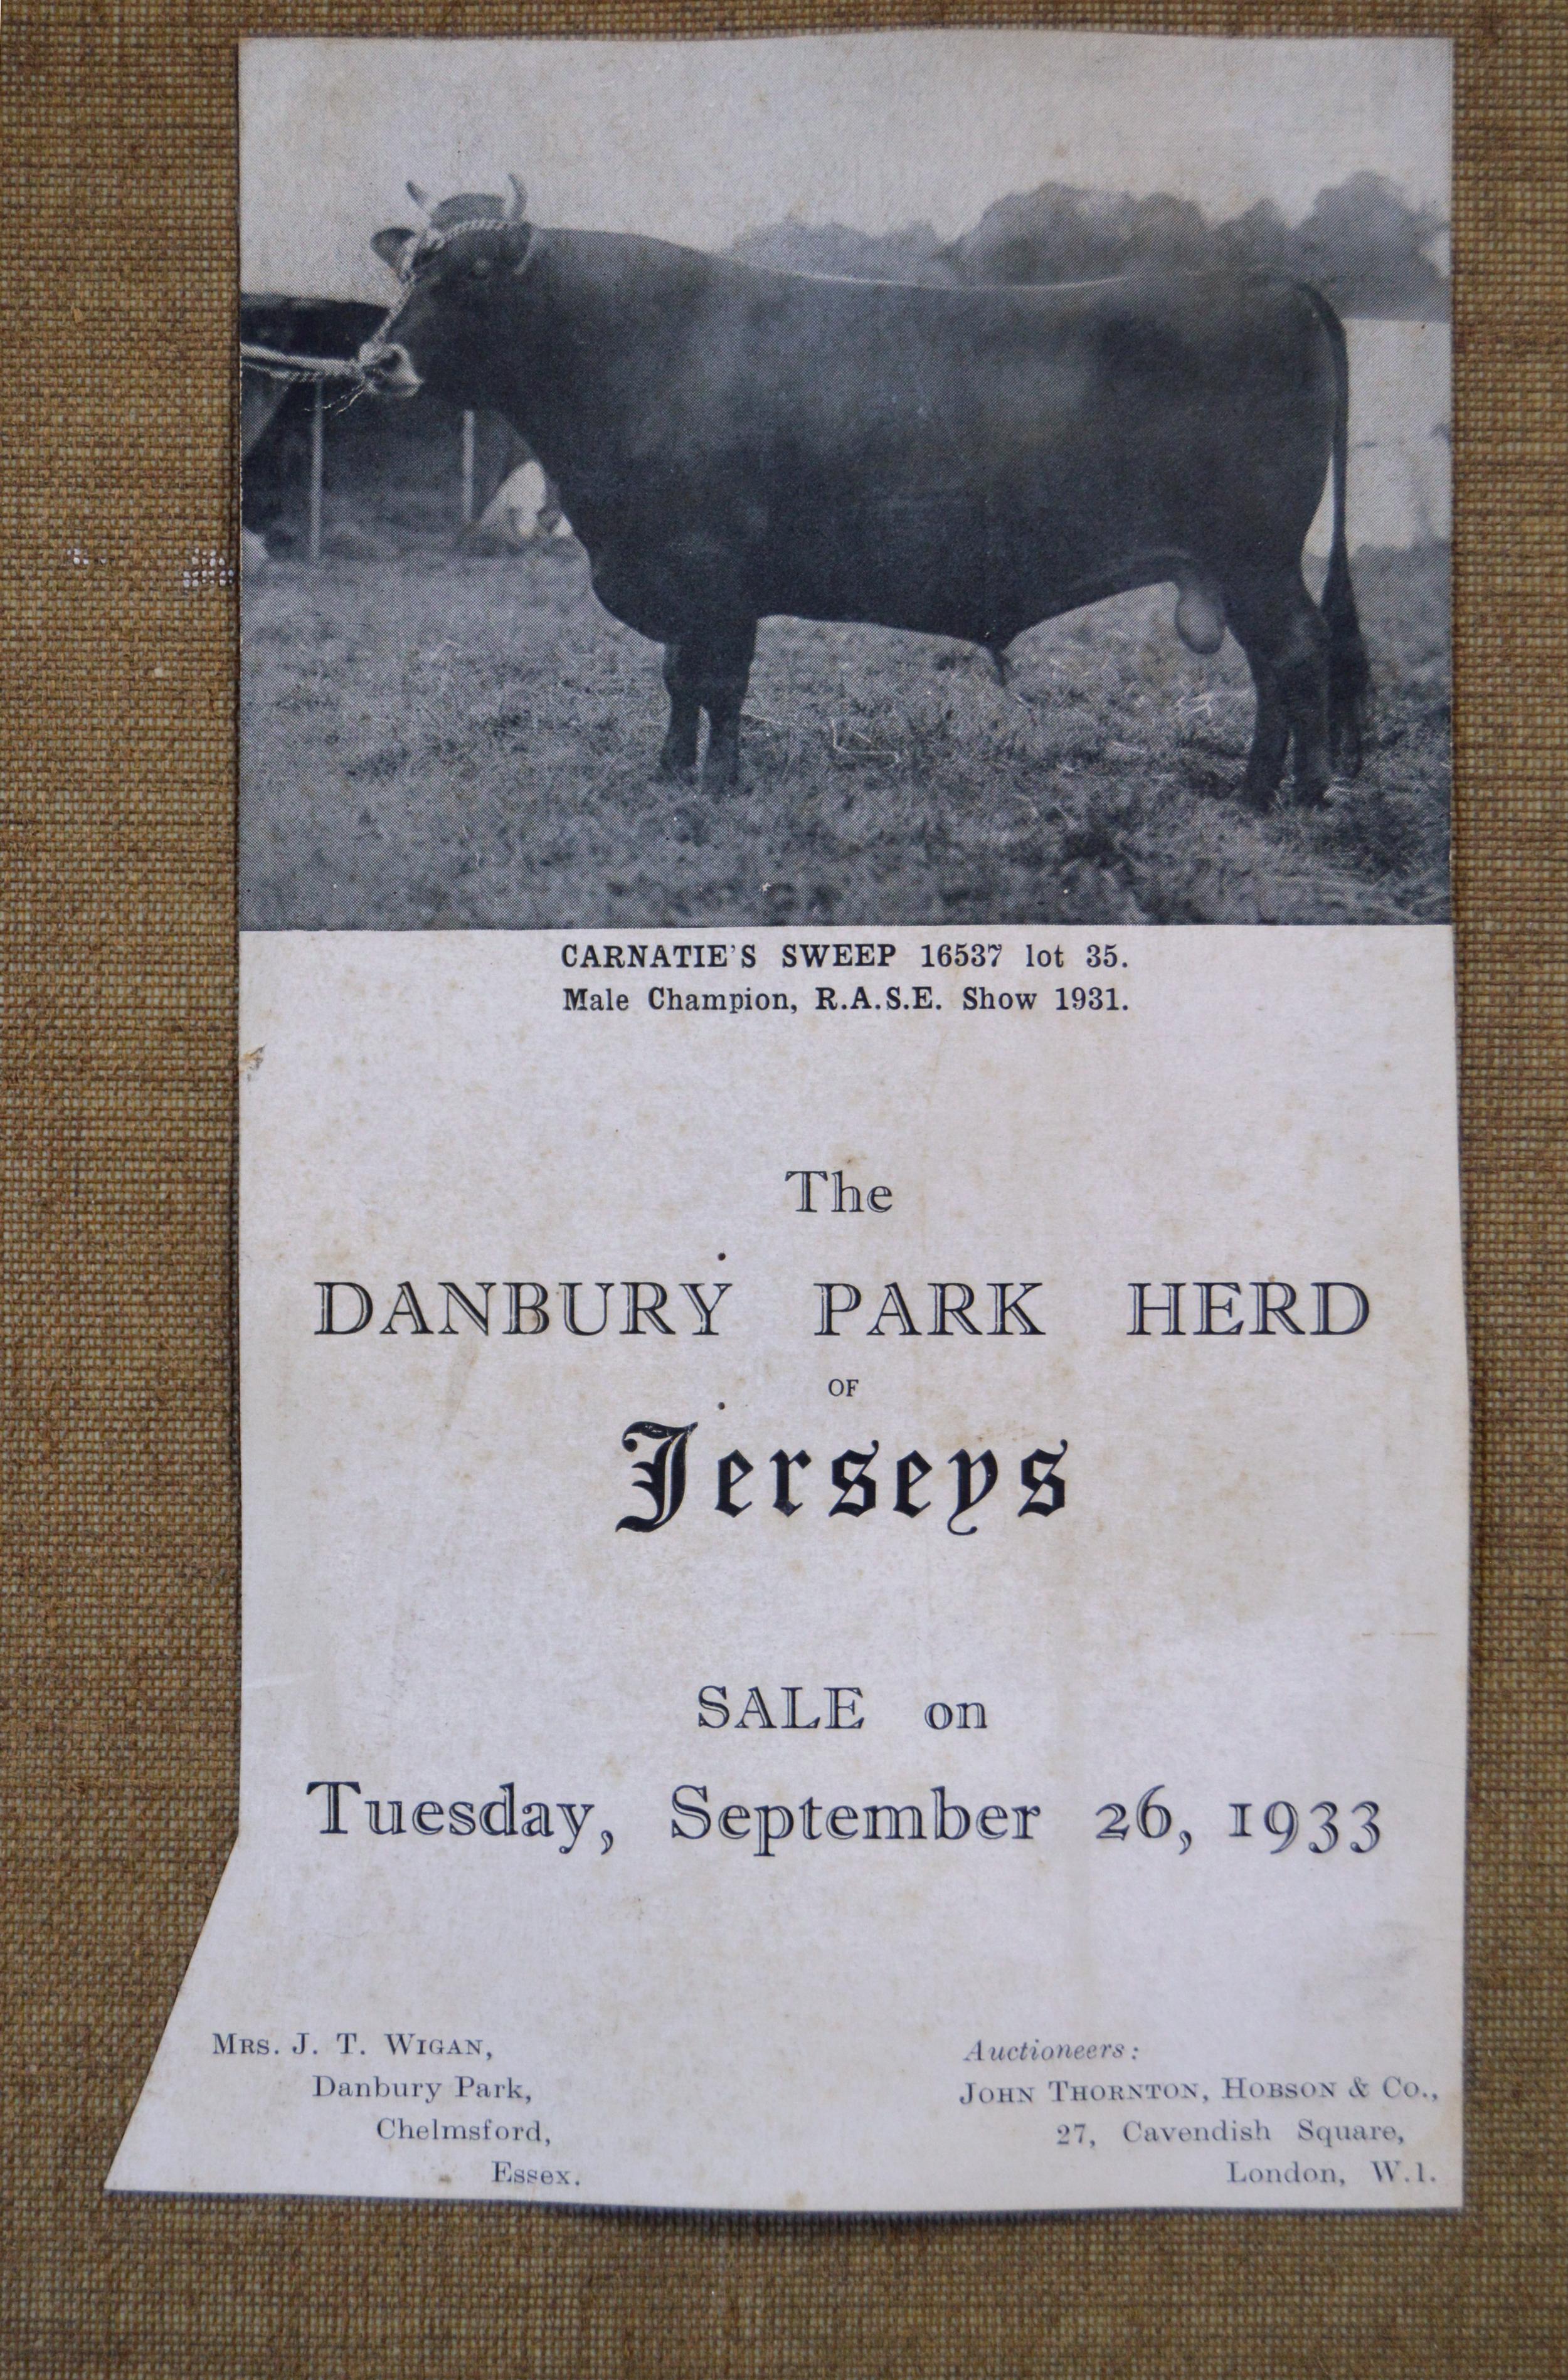 CARNATIE'S SWEEP 16537 lot 35.
Male Champion, R.A.S.E. Show 1931.
The
DANBURY PARK HERD
OF
Jerseys
SALE on
Tuesday, September 26, 1933
MRS. J. T. WIGAN,
Danbury Park,
Chelmsford,
Essex.
Auctioneers:
JOHN THORNTON, HOBSON & Co.,
27, Cavendish Square,
London, W.1.